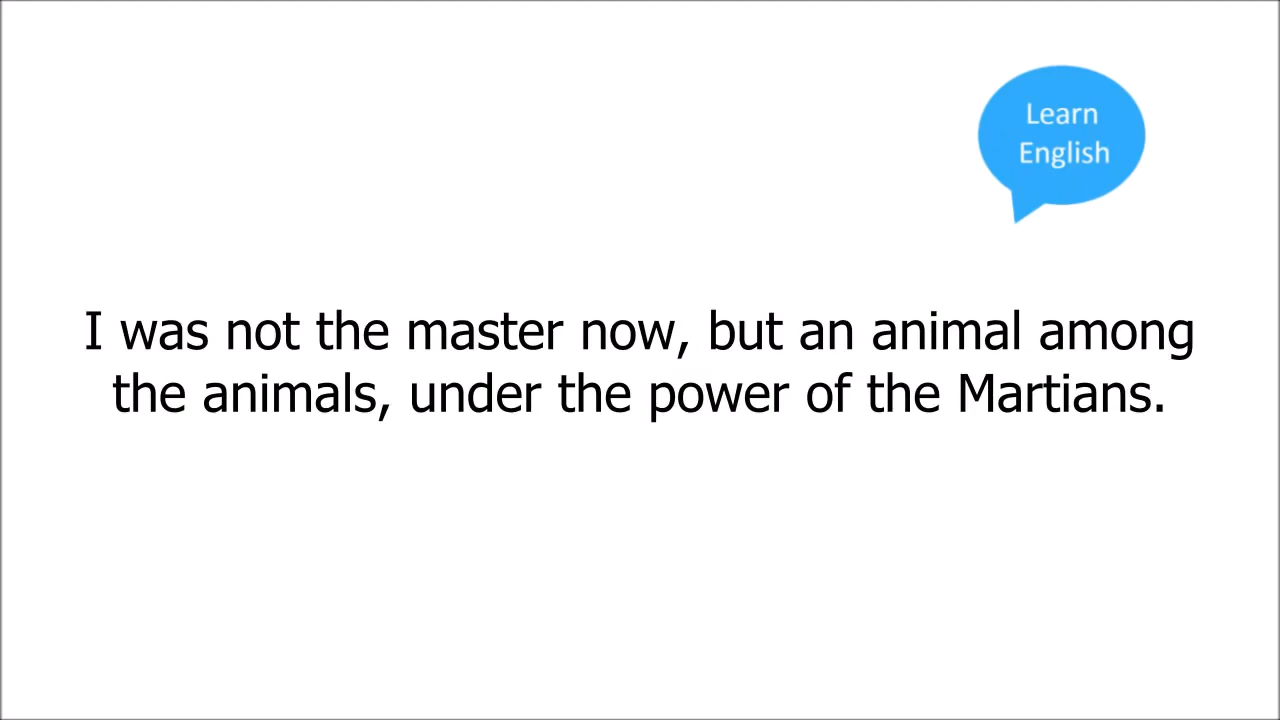 Learn
English
I was not the master now, but an animal among
the animals, under the power of the Martians.